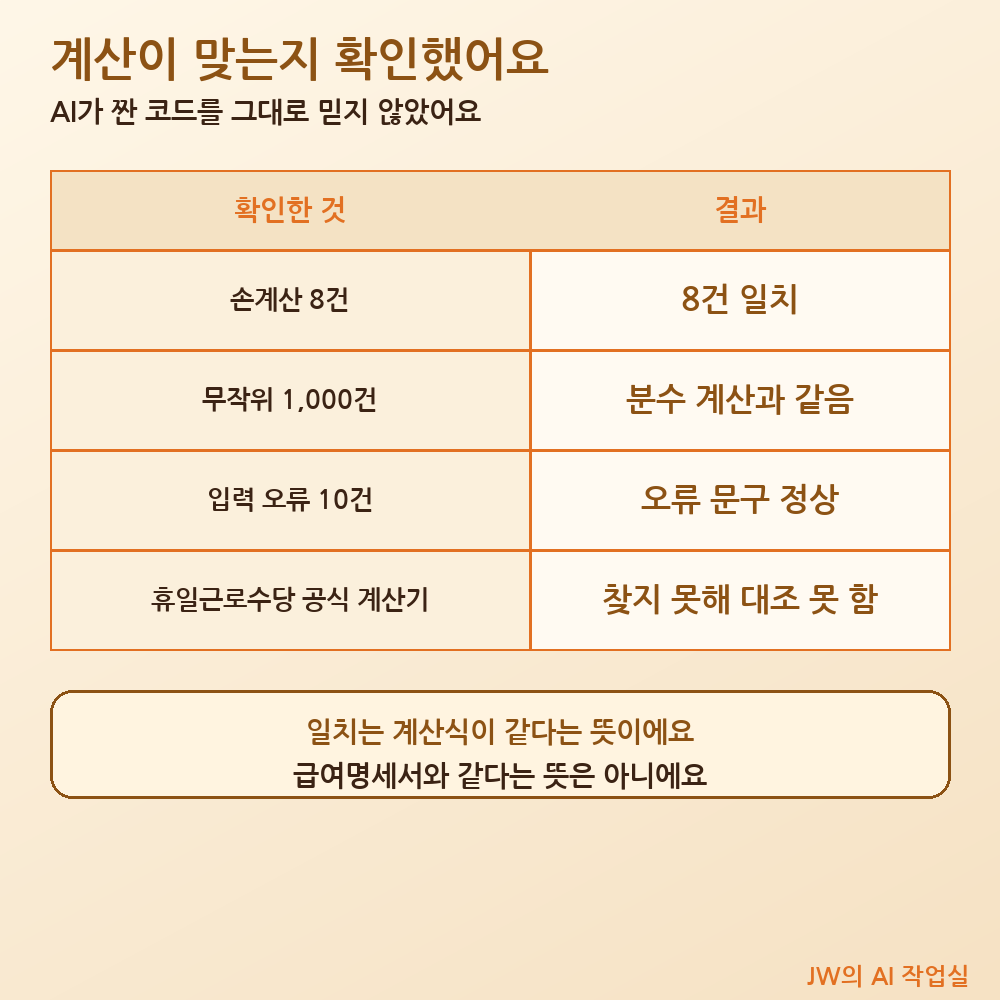 계산이 맞는지 확인했어요
AI가 짠 코드를 그대로 믿지 않았어요
확인한 것 결과
손계산 8건 8건 일치
무작위 1,000건 분수 계산과 같음
입력 오류 10건 오류 문구 정상
휴일근로수당 공식 계산기 찾지 못해 대조 못 함
일치는 계산식이 같다는 뜻이에요
급여명세서와 같다는 뜻은 아니에요
JW의 AI 작업실